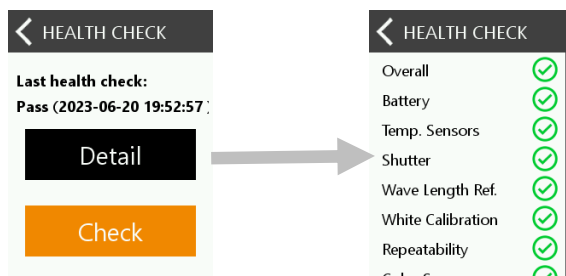 HEALTH CHECK
Last health check:
Pass (2023-06-20 19:52:57
Detail
Check
HEALTH CHECK
Overall
Battery
Temp. Sensors
Shutter
Wave Length Ref.
White Calibration
Repeatability